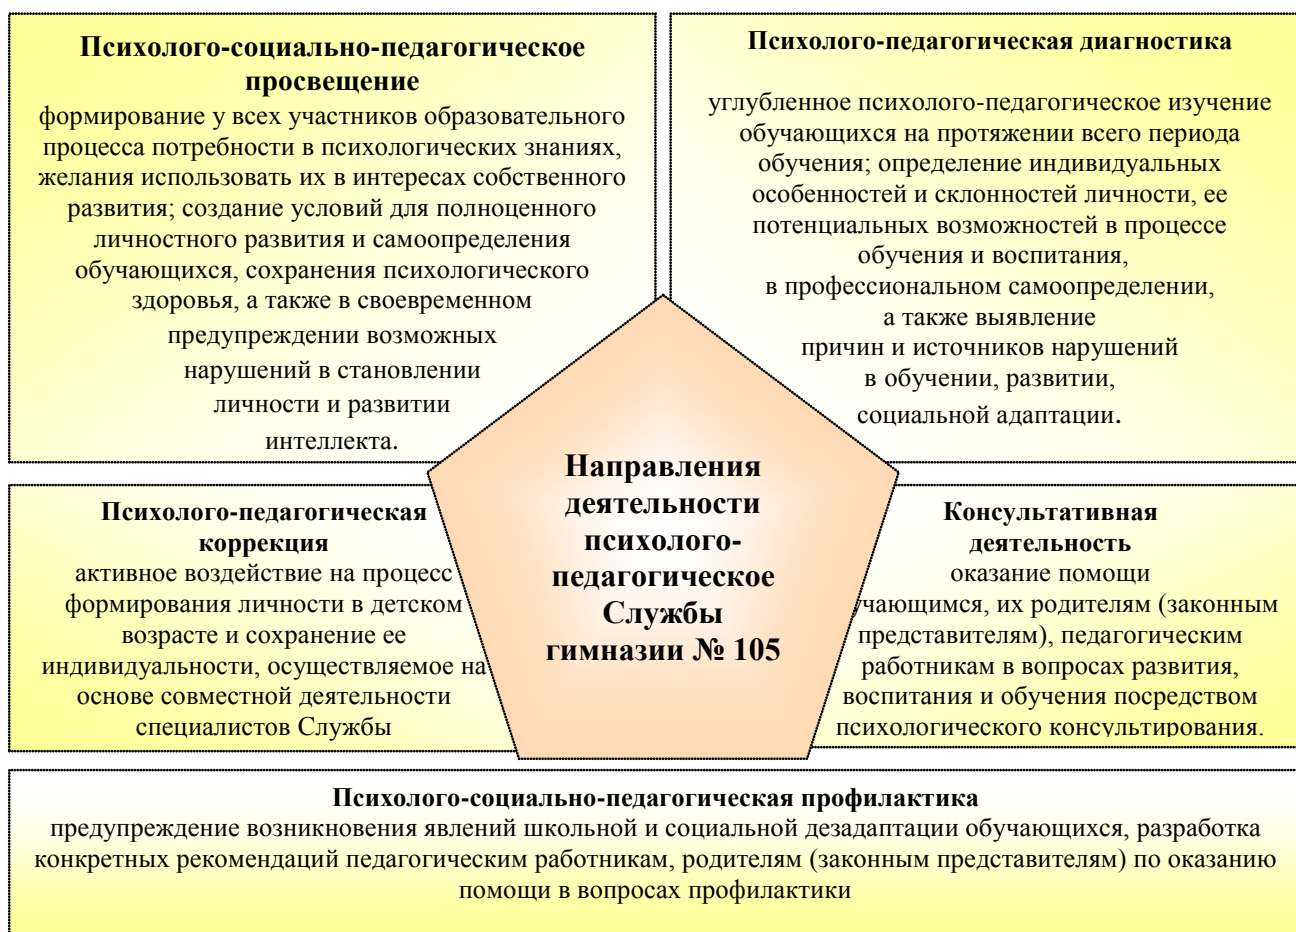 Психолого-социально-педагогическое
просвещение
формирование у всех участников образовательного
процесса потребности в психологических знаниях,
желания использовать их в интересах собственного
развития; создание условий для полноценного
личностного развития и самоопределения
обучающихся, сохранения психологического
здоровья, а также в своевременном
предупреждении возможных
нарушений в становлении
личности и развитии
интеллекта.
Психолого-педагогическая диагностика
углубленное психолого-педагогическое изучение
обучающихся на протяжении всего периода
обучения; определение индивидуальных
особенностей и склонностей личности, ее
потенциальных возможностей в процессе
обучения и воспитания,
в профессиональном самоопределении,
а также выявление
причин и источников нарушений
в обучении, развитии,
социальной адаптации.
Направления
деятельности
психолого-
педагогическое
Службы
гимназии № 105
Психолого-педагогическая
коррекция
активное воздействие на процесс
формирования личности в детском
возрасте и сохранение ее
индивидуальности, осуществляемое на
основе совместной деятельности
специалистов Службы
Консультативная
деятельность
оказание помощи
учающимся, их родителям (законным
представителям), педагогическим
работникам в вопросах развития,
воспитания и обучения посредством
психологического консультирования.
Психолого-социально-педагогическая профилактика
предупреждение возникновения явлений школьной и социальной дезадаптации обучающихся, разработка
конкретных рекомендаций педагогическим работникам, родителям (законным представителям) по оказанию
помощи в вопросах профилактики